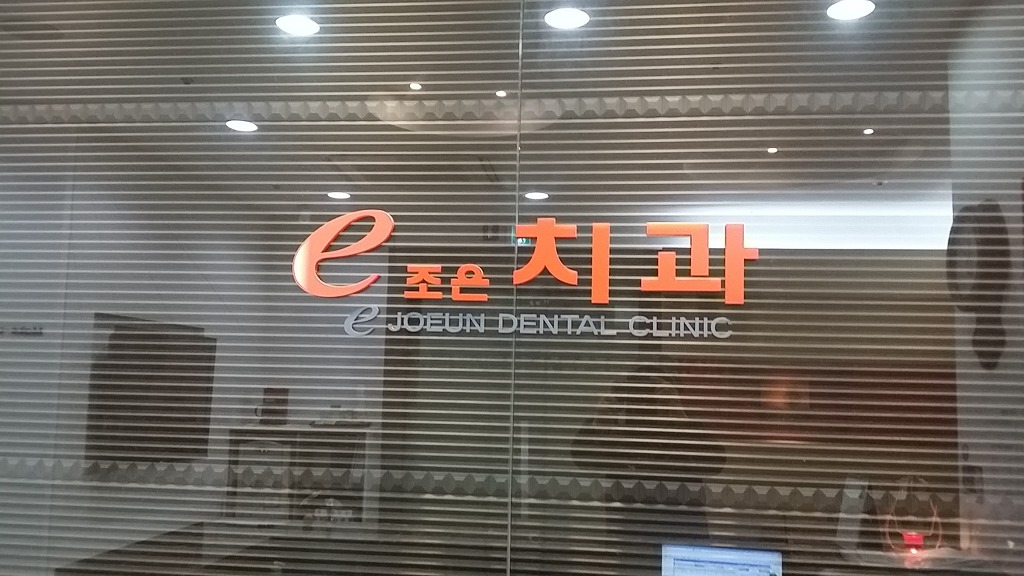 e 조은 치과
e JOEUN DENTAL CLINIC